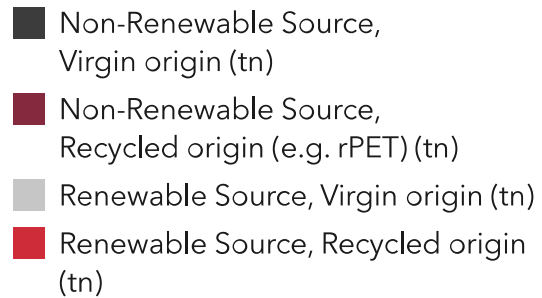 Non-Renewable Source,
Virgin origin (tn)
Non-Renewable Source,
Recycled origin (e.g. rPET) (tn)
Renewable Source, Virgin origin (tn)
Renewable Source, Recycled origin
(tn)